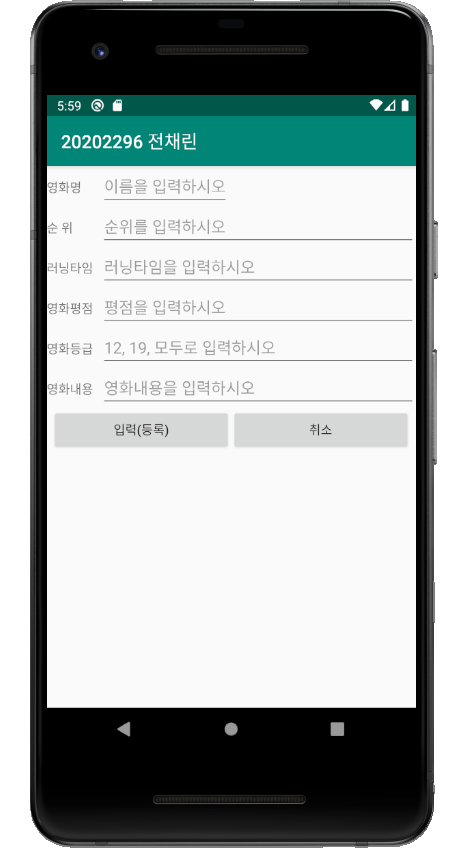 5:59
20202296 전채린
영화명 이름을 입력하시오
순 위 순위를 입력하시오
러닝타임 러닝타임을 입력하시오
영화평점 평점을 입력하시오
영화등급 12, 19, 모두로 입력하시오
영화내용 영화내용을 입력하시오
입력(등록) 취소